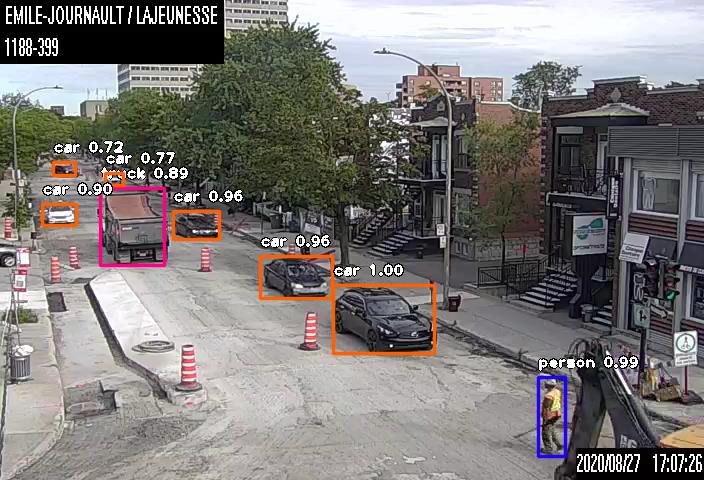 EMILE-JOURNAULT / LAJEUNESSE
1188-399
car 0.72
car 0.77
truck 0.89
car 0.90
car 0.96
car 0.96
car 1.00
person 0.99
2020/08/27 17:07:26